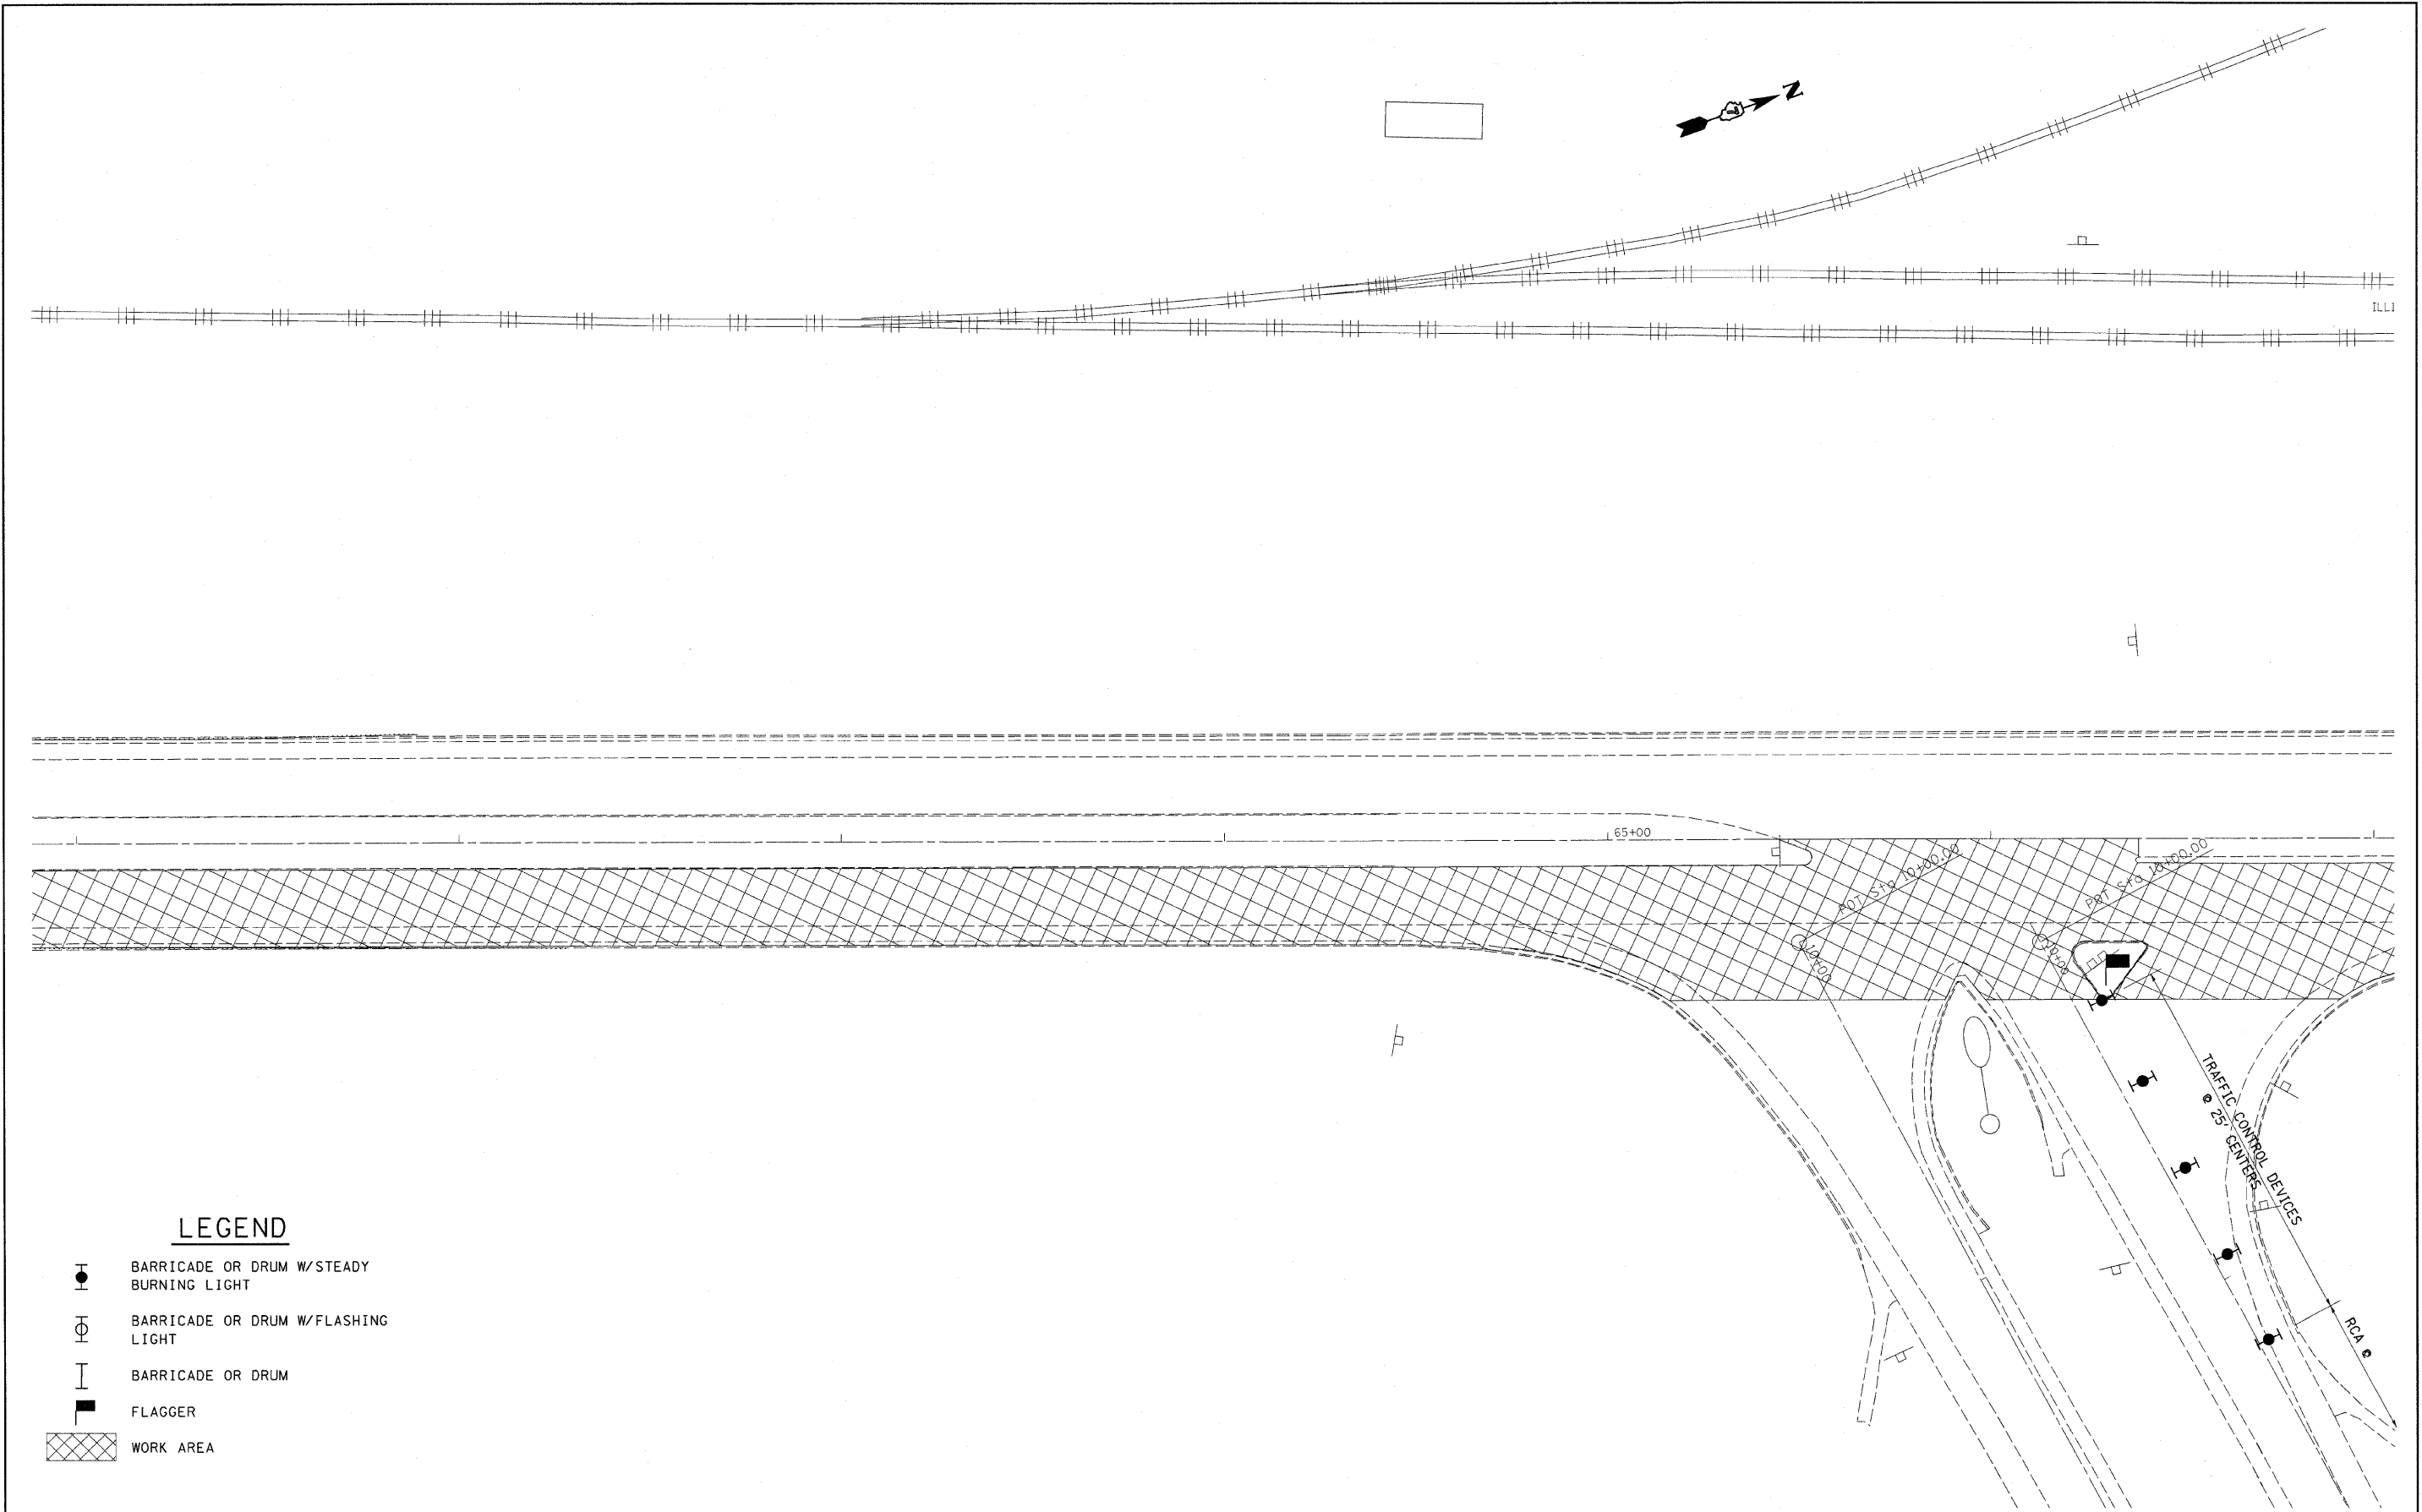 N
ILLI
65+00
POT Sta 10+00.00
POT Sta 10+00.00
10+00
10+00
TRAFFIC CONTROL DEVICES
@ 25' CENTERS
RCA @
LEGEND
BARRICADE OR DRUM W/STEADY
BURNING LIGHT
BARRICADE OR DRUM W/FLASHING
LIGHT
BARRICADE OR DRUM
FLAGGER
WORK AREA